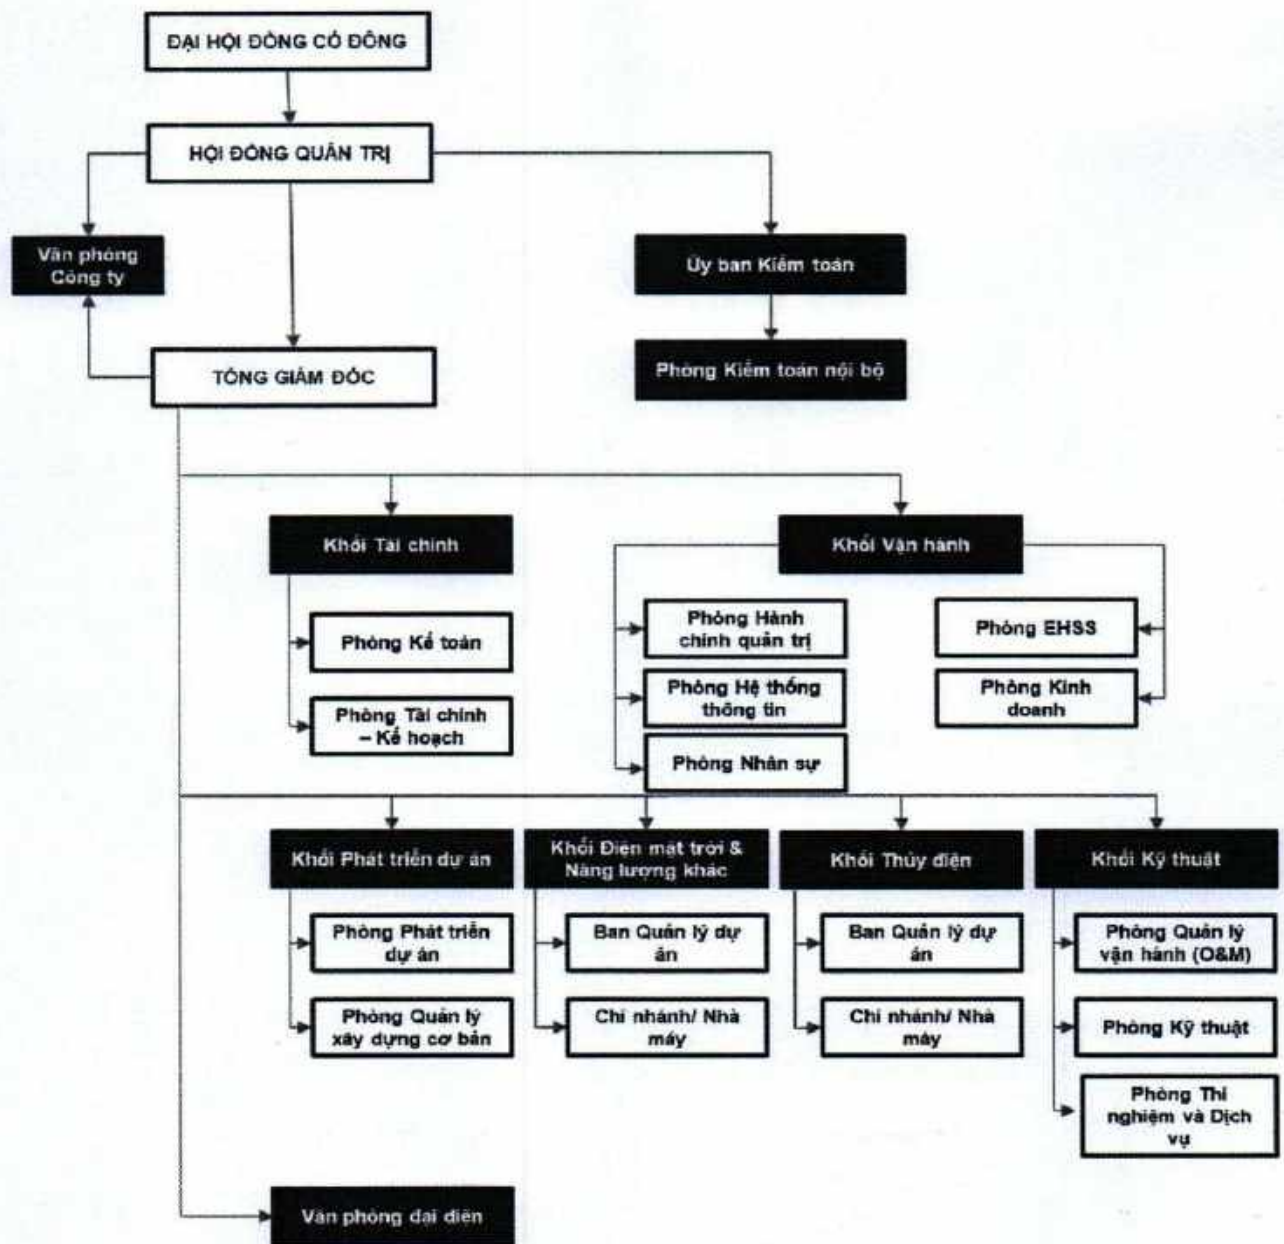 ĐẠI HỘI ĐỒNG CỔ ĐÔNG
HỘI ĐỒNG QUẢN TRỊ
Văn phòng
Công ty
Ủy ban Kiểm toán
TỔNG GIÁM ĐỐC
Phòng Kiểm toán nội bộ
Khối Tài chính
Khối Vận hành
Phòng Kế toán
Phòng Hành
chính quản trị
Phòng EHSS
Phòng Tài chính
– Kế hoạch
Phòng Hệ thống
thông tin
Phòng Kinh
doanh
Phòng Nhân sự
Khối Phát triển dự án
Khối Điện mặt trời &
Năng lượng khác
Khối Thủy điện
Khối Kỹ thuật
Phòng Phát triển
dự án
Ban Quản lý dự
án
Ban Quản lý dự
án
Phòng Quản lý
vận hành (O&M)
Phòng Quản lý
xây dựng cơ bản
Chi nhánh/ Nhà
máy
Chi nhánh/ Nhà
máy
Phòng Kỹ thuật
Phòng Thí
nghiệm và Dịch
vụ
Văn phòng đại diện